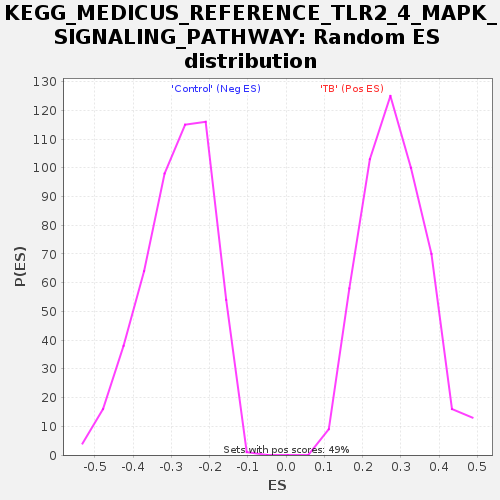 KEGG_MEDICUS_REFERENCE_TLR2_4_MAPK_
SIGNALING_PATHWAY: Random ES
distribution
'Control' (Neg ES)
'TB' (Pos ES)
130
120
110
100
90
80
70
60
50
40
30
20
10
0
P(ES)
Sets with pos scores: 49%
-0.5 -0.4 -0.3 -0.2 -0.1 0.0 0.1 0.2 0.3 0.4 0.5
ES